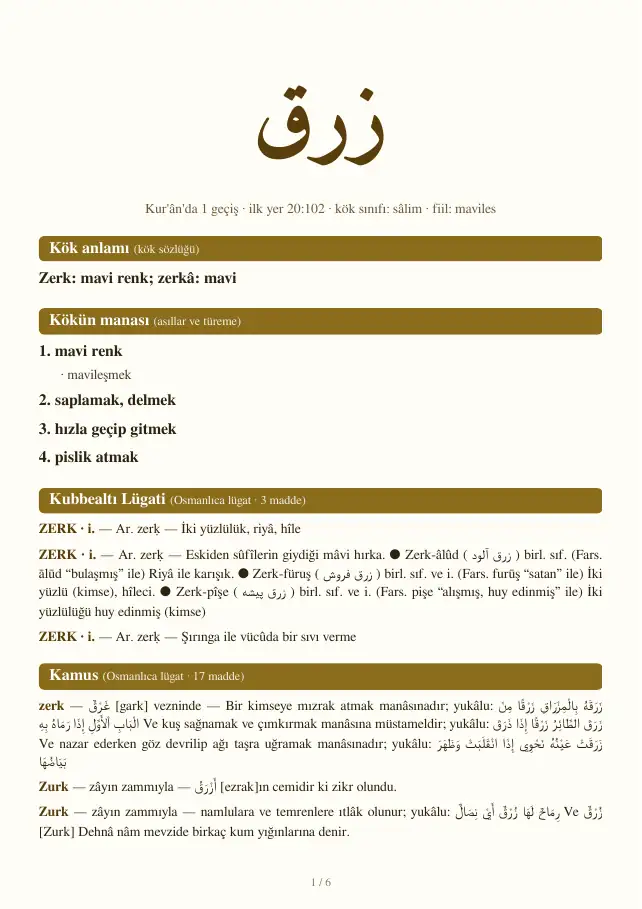 زرق
Kur'ân'da 1 geçiş · ilk yer 20:102 · kök sınıfı: sâlim · fiil: maviles
Kök anlamı (kök sözlüğü)
Zerk: mavi renk; zerkâ: mavi
Kökün manası (asıllar ve türeme)
1. mavi renk
· mavileşmek
2. saplamak, delmek
3. hızla geçip gitmek
4. pislik atmak
Kubbealtı Lügati (Osmanlıca lügat · 3 madde)
ZERK · i. — Ar. zerḳ — İki yüzlülük, riyâ, hîle
ZERK · i. — Ar. zerḳ — Eskiden sûfîlerin giydiği mâvi hırka. ● Zerk-âlûd ( زرق آلود ) birl. sıf. (Fars.
ālūd “bulaşmış” ile) Riyâ ile karışık. ● Zerk-füruş ( زرق فروش ) birl. sıf. ve i. (Fars. furūş “satan” ile) İki
yüzlü (kimse), hîleci. ● Zerk-pîşe ( زرق پيشه ) birl. sıf. ve i. (Fars. pişe “alışmış, huy edinmiş” ile) İki
yüzlülüğü huy edinmiş (kimse)
ZERK · i. — Ar. zerḳ — Şırınga ile vücûda bir sıvı verme
Kamus (Osmanlıca lügat · 17 madde)
zerk — غَرْقٌ [gark] vezninde — Bir kimseye mızrak atmak manâsınadır; yukâlu: زَرَقَهُ بِالْمِزْرَاقِ زَرْقًا مِنَ
الْبَابِ اْلأَوَّلِ إِذَا رَمَاهُ بِهِ Ve kuş sağnamak ve çımkırmak manâsına müstameldir; yukâlu: زَرَقَ الطَّائِرُ زَرْقًا إِذَا ذَرَقَ
Ve nazar ederken göz devrilip ağı taşra uğramak manâsınadır; yukâlu: زَرَقَتْ عَيْنُهُ نَحْوِي إِذَا انْقَلَبَتْ وَظَهَرَ
بَيَاضُهَا
Zurk — zâyın zammıyla — أَزْرَقُ [ezrak]ın cemidir ki zikr olundu.
Zurk — zâyın zammıyla — namlulara ve temrenlere ıtlâk olunur; yukâlu: رِمَاحٌ لَهَا زُرْقٌ أَيْ نِصَالٌ Ve زُرْقٌ
[Zurk] Dehnâ nâm mevzide birkaç kum yığınlarına denir.
1 / 6